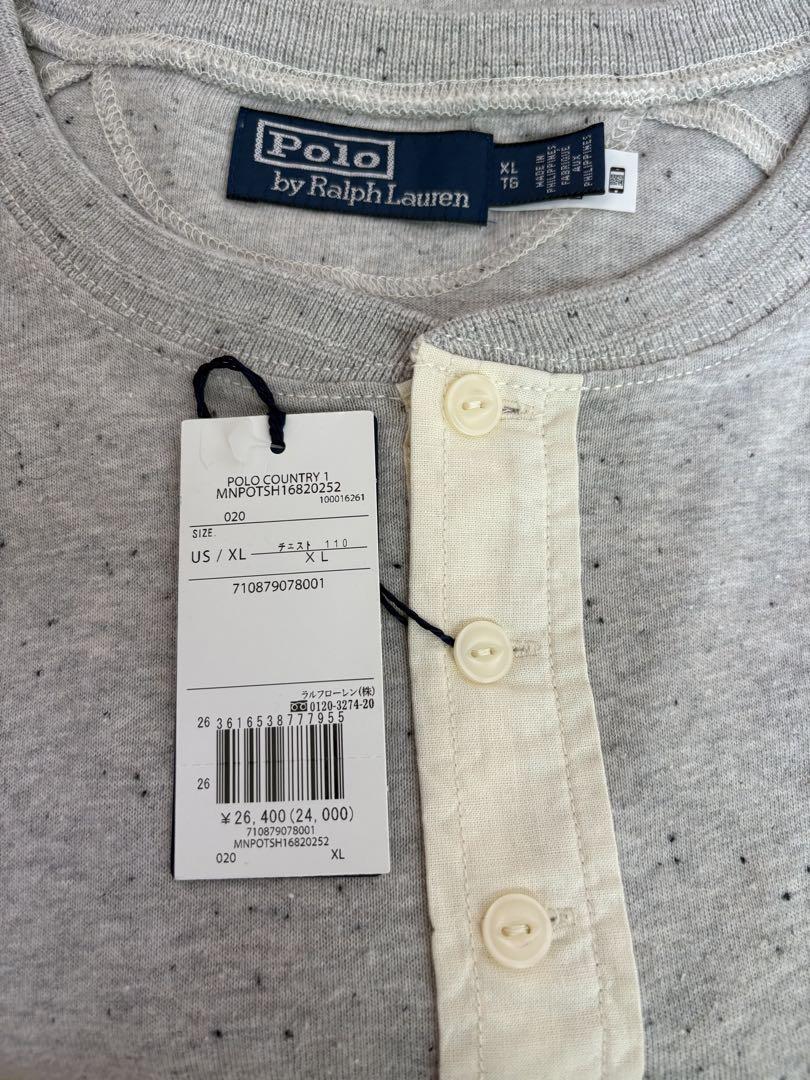 Polo
by Ralph Lauren
XL
TG
MADE IN
PHILIPPINES
FABRIQUÉ
AUX
PHILIPPINES
POLO COUNTRY 1
MNPOTSH16820252
100016261
020
SIZE.
US / XL
チェスト 110
XL
710879078001
ラルフローレン(株)
0120-3274-20
26 3616538777955
26
¥26,400(24,000)
710879078001
MNPOTSH16820252
020 XL